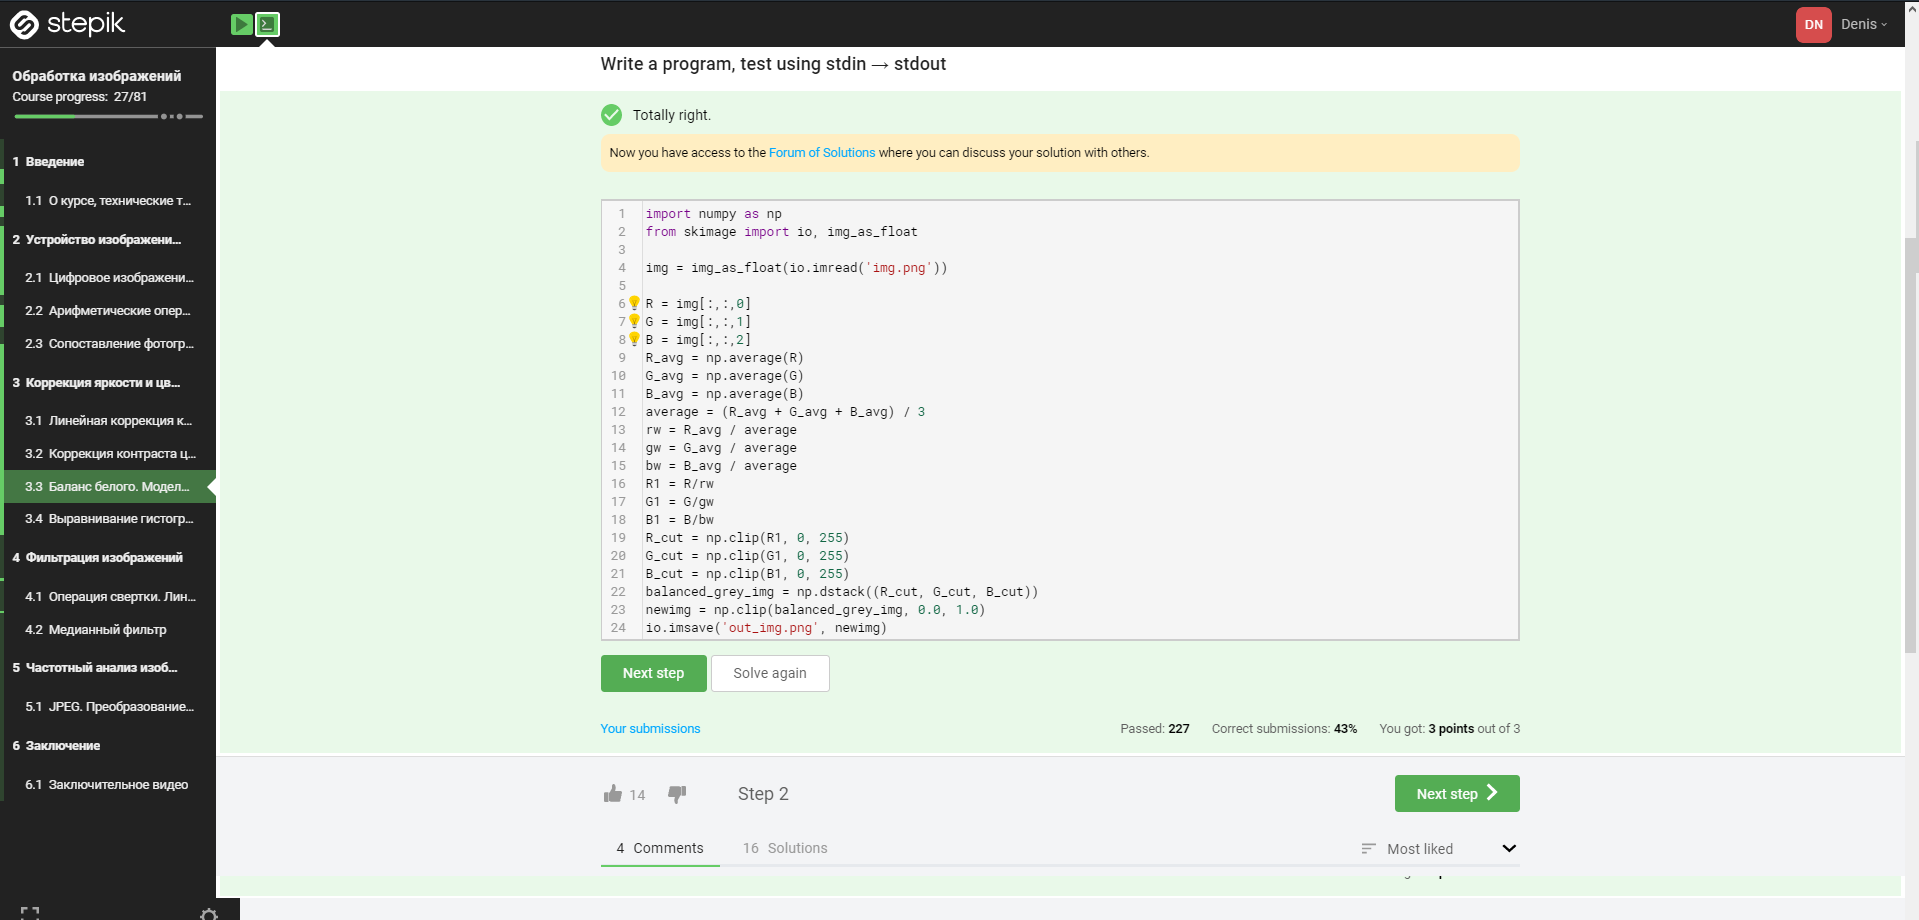 stepik
DN
Denis
Обработка изображений
Course progress: 27/81
1 Введение
1.1 О курсе, технические т...
2 Устройство изображени...
2.1 Цифровое изображени...
2.2 Арифметические опер...
2.3 Сопоставление фотогр...
3 Коррекция яркости и цв...
3.1 Линейная коррекция к...
3.2 Коррекция контраста ц...
3.3 Баланс белого. Модел...
3.4 Выравнивание гистогр...
4 Фильтрация изображений
4.1 Операция свертки. Лин...
4.2 Медианный фильтр
5 Частотный анализ изоб...
5.1 JPEG. Преобразование...
6 Заключение
6.1 Заключительное видео
Write a program, test using stdin → stdout
Totally right.
Now you have access to the Forum of Solutions where you can discuss your solution with others.
1 import numpy as np
2 from skimage import io, img_as_float
3
4 img = img_as_float(io.imread('img.png'))
5
6 R = img[:,:,0]
7 G = img[:,:,1]
8 B = img[:,:,2]
9 R_avg = np.average(R)
10 G_avg = np.average(G)
11 B_avg = np.average(B)
12 average = (R_avg + G_avg + B_avg) / 3
13 rw = R_avg / average
14 gw = G_avg / average
15 bw = B_avg / average
16 R1 = R/rw
17 G1 = G/gw
18 B1 = B/bw
19 R_cut = np.clip(R1, 0, 255)
20 G_cut = np.clip(G1, 0, 255)
21 B_cut = np.clip(B1, 0, 255)
22 balanced_grey_img = np.dstack((R_cut, G_cut, B_cut))
23 newimg = np.clip(balanced_grey_img, 0.0, 1.0)
24 io.imsave('out_img.png', newimg)
Next step
Solve again
Your submissions
Passed: 227 Correct submissions: 43% You got: 3 points out of 3
14
Step 2
Next step
4 Comments
16 Solutions
Most liked